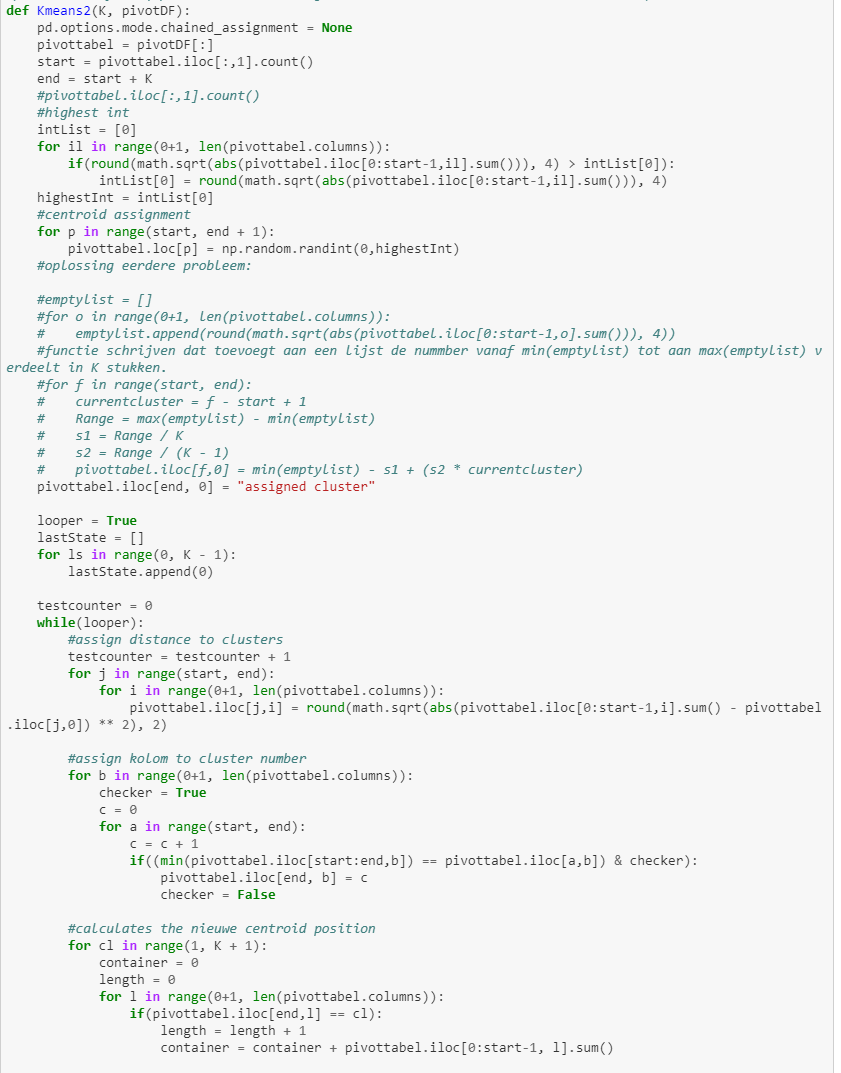 def Kmeans2(K, pivotDF):
    pd.options.mode.chained_assignment = None
    pivottabel = pivotDF[:]
    start = pivottabel.iloc[:,1].count()
    end = start + K
    #pivottabel.iloc[:,1].count()
    #highest int
    intList = [0]
    for il in range(0+1, len(pivottabel.columns)):
        if(round(math.sqrt(abs(pivottabel.iloc[0:start-1,il].sum())), 4) > intList[0]):
            intList[0] = round(math.sqrt(abs(pivottabel.iloc[0:start-1,il].sum())), 4)
    highestInt = intList[0]
    #centroid assignment
    for p in range(start, end + 1):
        pivottabel.loc[p] = np.random.randint(0,highestInt)
    #oplossing eerdere probleem:

    #emptylist = []
    #for o in range(0+1, len(pivottabel.columns)):
    #    emptylist.append(round(math.sqrt(abs(pivottabel.iloc[0:start-1,o].sum())), 4))
    #functie schrijven dat toevoegt aan een lijst de nummber vanaf min(emptylist) tot aan max(emptylist) v
erdeelt in K stukken.
    #for f in range(start, end):
    #    currentcluster = f - start + 1
    #    Range = max(emptylist) - min(emptylist)
    #    s1 = Range / K
    #    s2 = Range / (K - 1)
    #    pivottabel.iloc[f,0] = min(emptylist) - s1 + (s2 * currentcluster)
    pivottabel.iloc[end, 0] = "assigned cluster"

    looper = True
    lastState = []
    for ls in range(0, K - 1):
        lastState.append(0)

    testcounter = 0
    while(looper):
        #assign distance to clusters
        testcounter = testcounter + 1
        for j in range(start, end):
            for i in range(0+1, len(pivottabel.columns)):
                pivottabel.iloc[j,i] = round(math.sqrt(abs(pivottabel.iloc[0:start-1,i].sum() - pivottabel
.iloc[j,0]) ** 2), 2)

        #assign kolom to cluster number
        for b in range(0+1, len(pivottabel.columns)):
            checker = True
            c = 0
            for a in range(start, end):
                c = c + 1
                if((min(pivottabel.iloc[start:end,b]) == pivottabel.iloc[a,b]) & checker):
                    pivottabel.iloc[end, b] = c
                    checker = False

        #calculates the nieuwe centroid position
        for cl in range(1, K + 1):
            container = 0
            length = 0
            for l in range(0+1, len(pivottabel.columns)):
                if(pivottabel.iloc[end,l] == cl):
                    length = length + 1
                    container = container + pivottabel.iloc[0:start-1, l].sum()